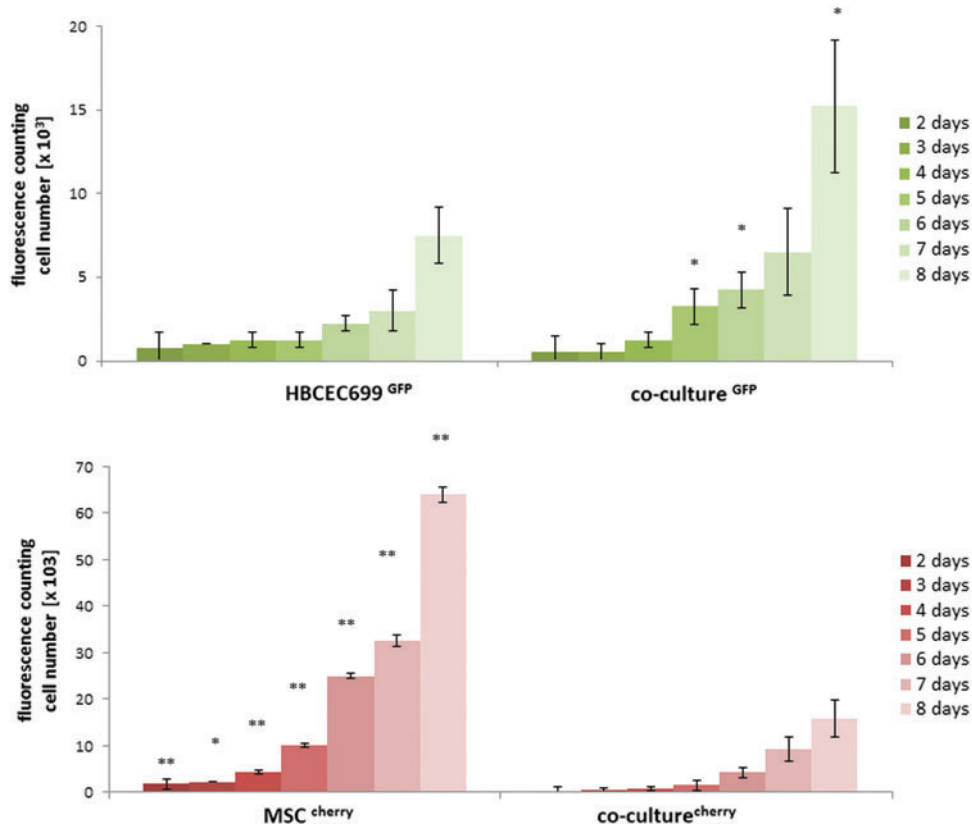 *
20
15
10
5
0
fluorescence counting
cell number [x 10³]
* *
HBCEC699 GFP
co-culture GFP
2 days
3 days
4 days
5 days
6 days
7 days
8 days
**
70
60
50
40
30
20
10
0
fluorescence counting
cell number [x 103]
** * ** ** ** **
MSC cherry
co-culture cherry
2 days
3 days
4 days
5 days
6 days
7 days
8 days